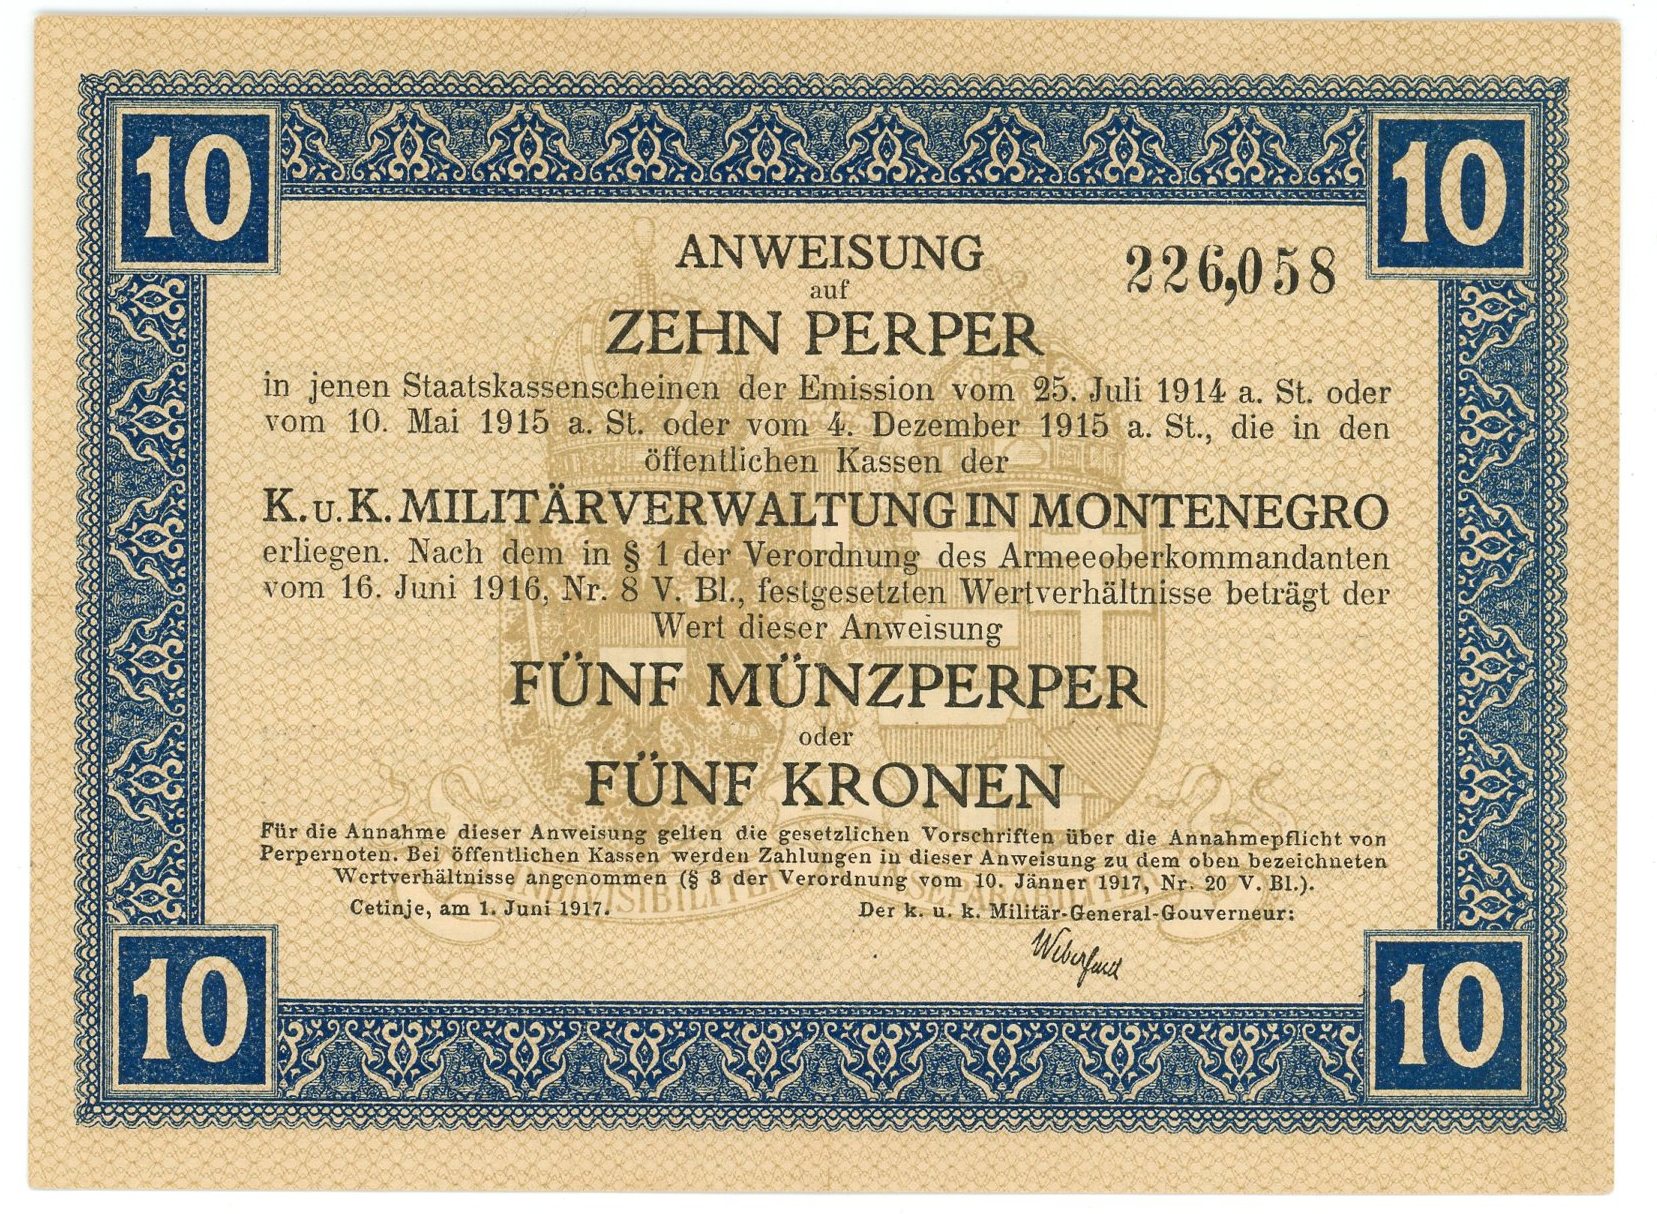 10
10
ANWEISUNG
226,058
auf
ZEHN PERPER
in jenen Staatskassenscheinen der Emission vom 25. Juli 1914 a. St. oder
vom 10. Mai 1915 a. St. oder vom 4. Dezember 1915 a. St., die in den
öffentlichen Kassen der
K. u. K. MILITÄRVERWALTUNG IN MONTENEGRO
erliegen. Nach dem in § 1 der Verordnung des Armeeoberkommandanten
vom 16. Juni 1916, Nr. 8 V. Bl., festgesetzten Wertverhältnisse beträgt der
Wert dieser Anweisung
FÜNF MÜNZPERPER
oder
FÜNF KRONEN
Für die Annahme dieser Anweisung gelten die gesetzlichen Vorschriften über die Annahmepflicht von
Perpernoten. Bei öffentlichen Kassen werden Zahlungen in dieser Anweisung zu dem oben bezeichneten
Wertverhältnisse angenommen (§ 3 der Verordnung vom 10. Jänner 1917, Nr. 20 V. Bl.).
Cetinje, am 1. Juni 1917.
Der k. u. k. Militär-General-Gouverneur:
10
10